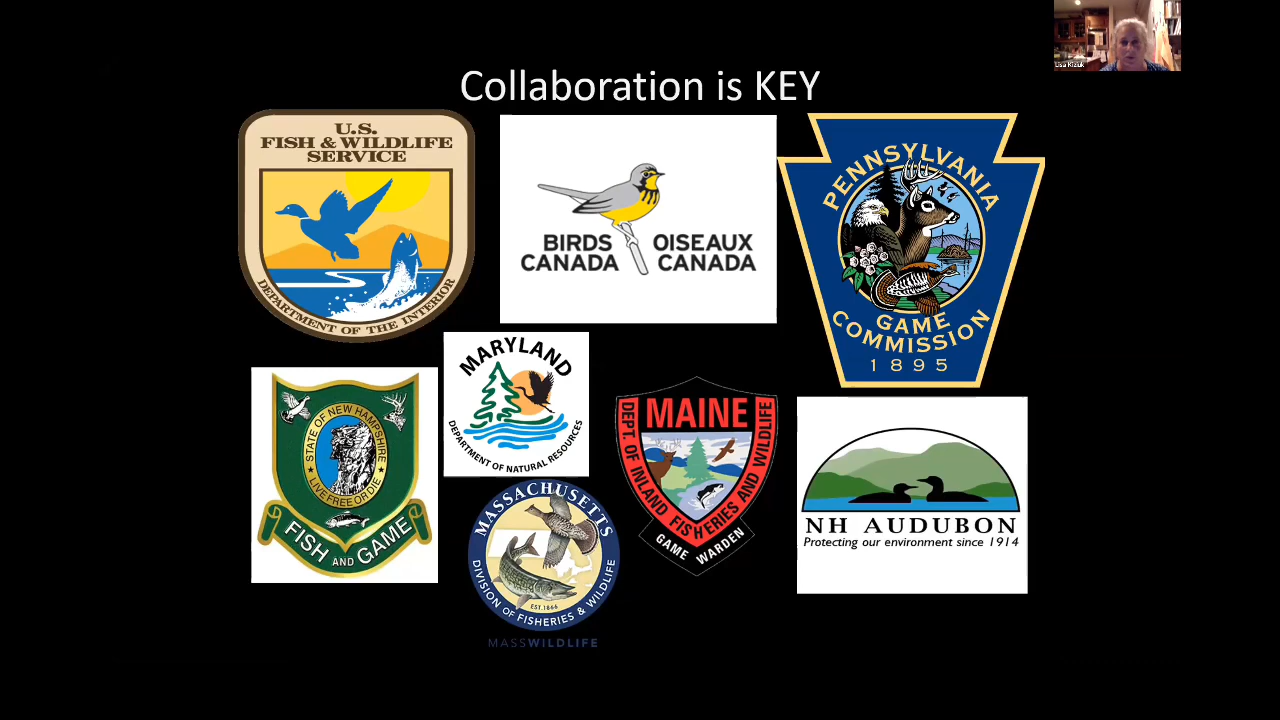 Lisa Kiziuk
Collaboration is KEY
U.S.
FISH & WILDLIFE
SERVICE
DEPARTMENT OF THE INTERIOR
BIRDS OISEAUX
CANADA CANADA
PENNSYLVANIA
GAME
COMMISSION
1895
STATE OF NEW HAMPSHIRE
LIVE FREE OR DIE
FISH AND GAME
MARYLAND
DEPARTMENT OF NATURAL RESOURCES
MASSACHUSETTS
EST. 1866
DIVISION OF FISHERIES & WILDLIFE
MASSWILDLIFE
MAINE
DEPT. OF INLAND FISHERIES AND WILDLIFE
GAME WARDEN
NH AUDUBON
Protecting our environment since 1914